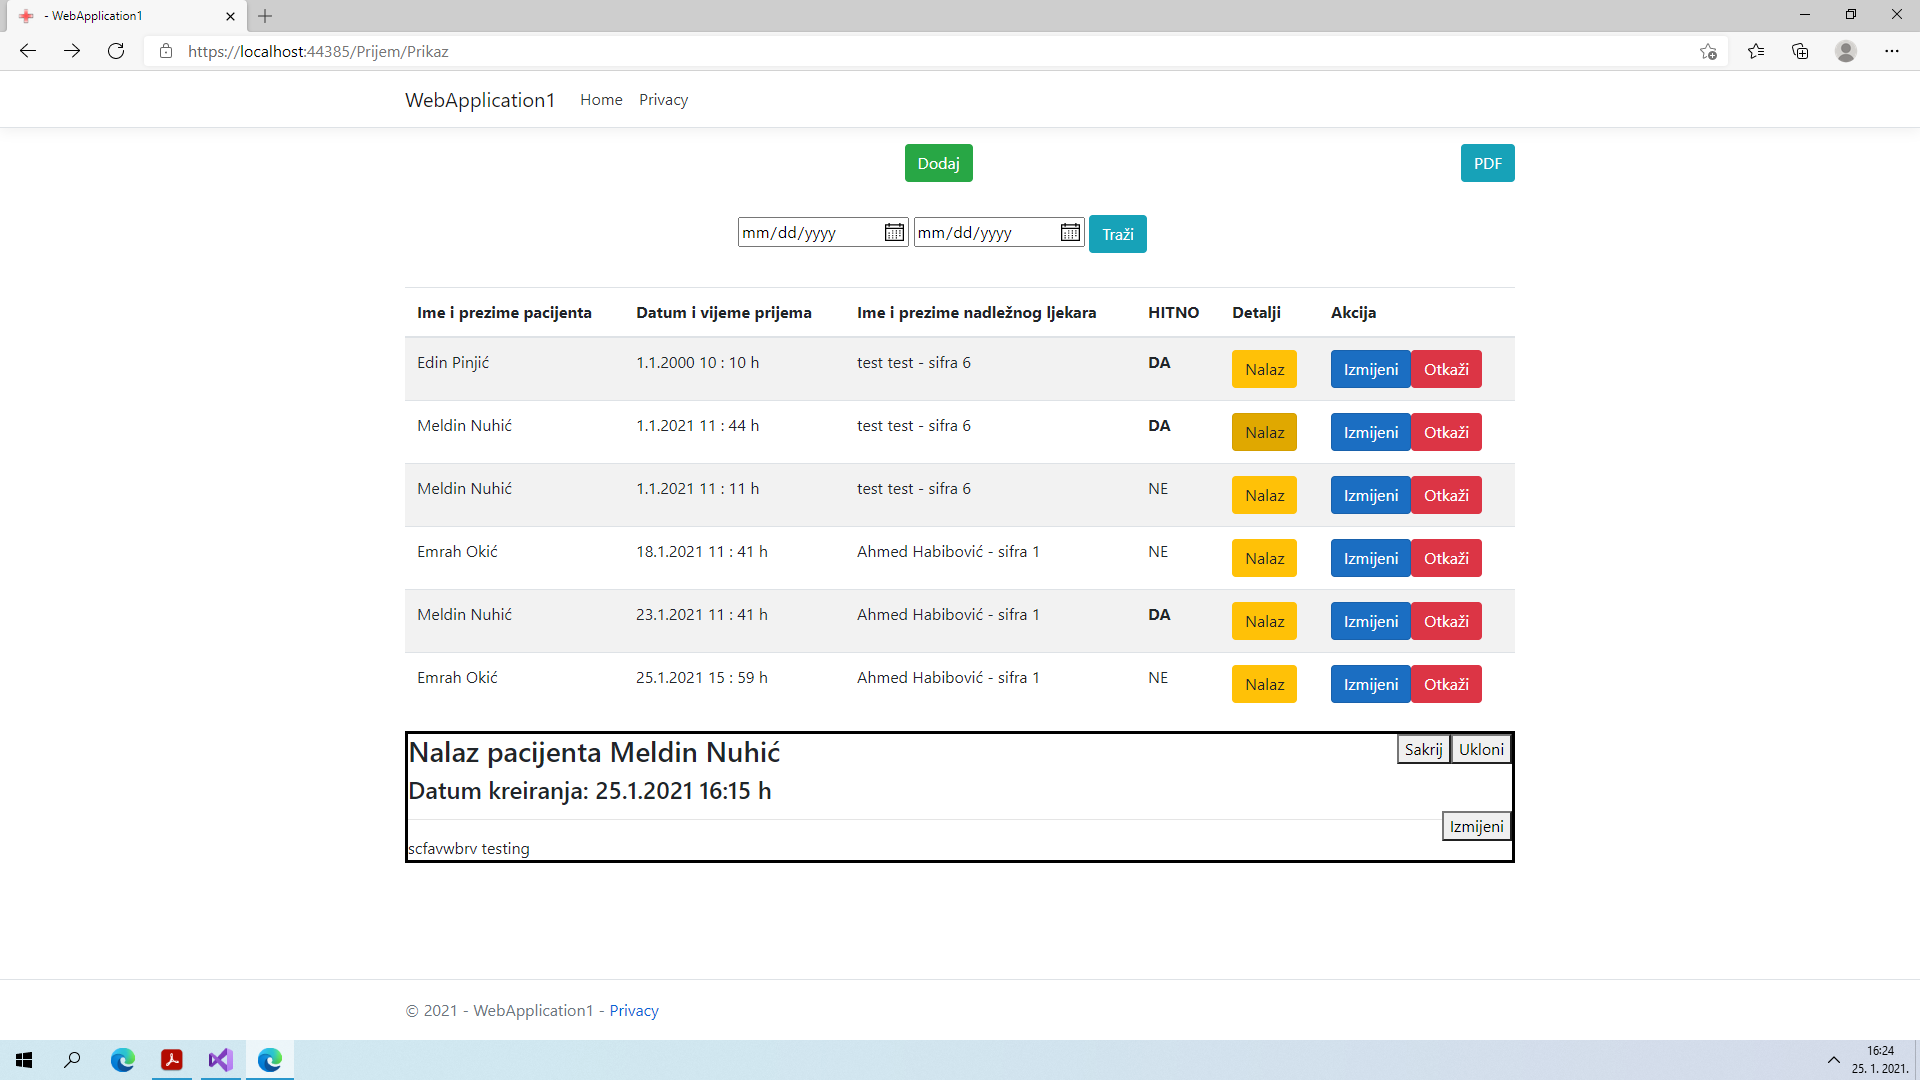 - WebApplication1
https://localhost:44385/Prijem/Prikaz
WebApplication1 Home Privacy
Dodaj PDF
mm/dd/yyyy mm/dd/yyyy Traži
Ime i prezime pacijenta Datum i vijeme prijema Ime i prezime nadležnog ljekara HITNO Detalji Akcija
Edin Pinjić 1.1.2000 10 : 10 h test test - sifra 6 DA Nalaz Izmijeni Otkaži
Meldin Nuhić 1.1.2021 11 : 44 h test test - sifra 6 DA Nalaz Izmijeni Otkaži
Meldin Nuhić 1.1.2021 11 : 11 h test test - sifra 6 NE Nalaz Izmijeni Otkaži
Emrah Okić 18.1.2021 11 : 41 h Ahmed Habibović - sifra 1 NE Nalaz Izmijeni Otkaži
Meldin Nuhić 23.1.2021 11 : 41 h Ahmed Habibović - sifra 1 DA Nalaz Izmijeni Otkaži
Emrah Okić 25.1.2021 15 : 59 h Ahmed Habibović - sifra 1 NE Nalaz Izmijeni Otkaži
Nalaz pacijenta Meldin Nuhić Sakrij Ukloni
Datum kreiranja: 25.1.2021 16:15 h
Izmijeni
scfavwbrv testing
© 2021 - WebApplication1 - Privacy
16:24
25. 1. 2021.